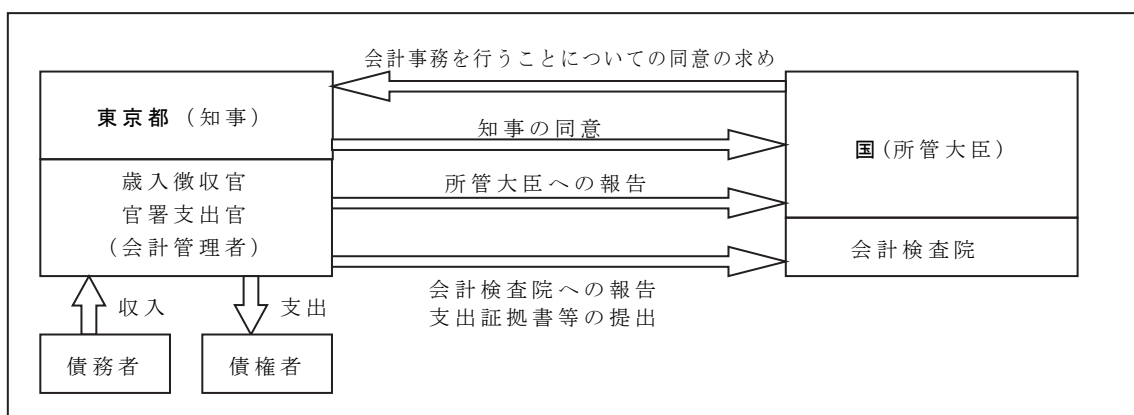 会計事務を行うことについての同意の求め
東京都（知事）
知事の同意
国（所管大臣）
歳入徴収官
官署支出官
（会計管理者）
所管大臣への報告
会計検査院
会計検査院への報告
支出証拠書等の提出
収入
支出
債務者
債権者